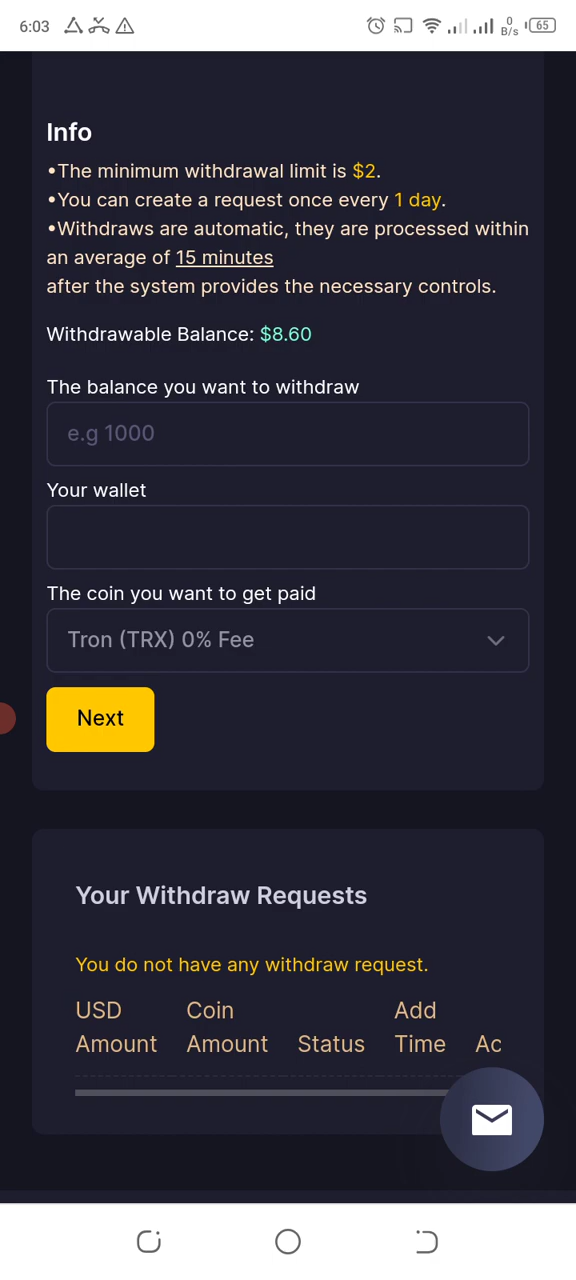 6:03
0
B/s
65
Info
•The minimum withdrawal limit is $2.
•You can create a request once every 1 day.
•Withdraws are automatic, they are processed within
an average of 15 minutes
after the system provides the necessary controls.
Withdrawable Balance: $8.60
The balance you want to withdraw
e.g 1000
Your wallet
The coin you want to get paid
Tron (TRX) 0% Fee
Next
Your Withdraw Requests
You do not have any withdraw request.
USD Coin Add
Amount Amount Status Time Ac